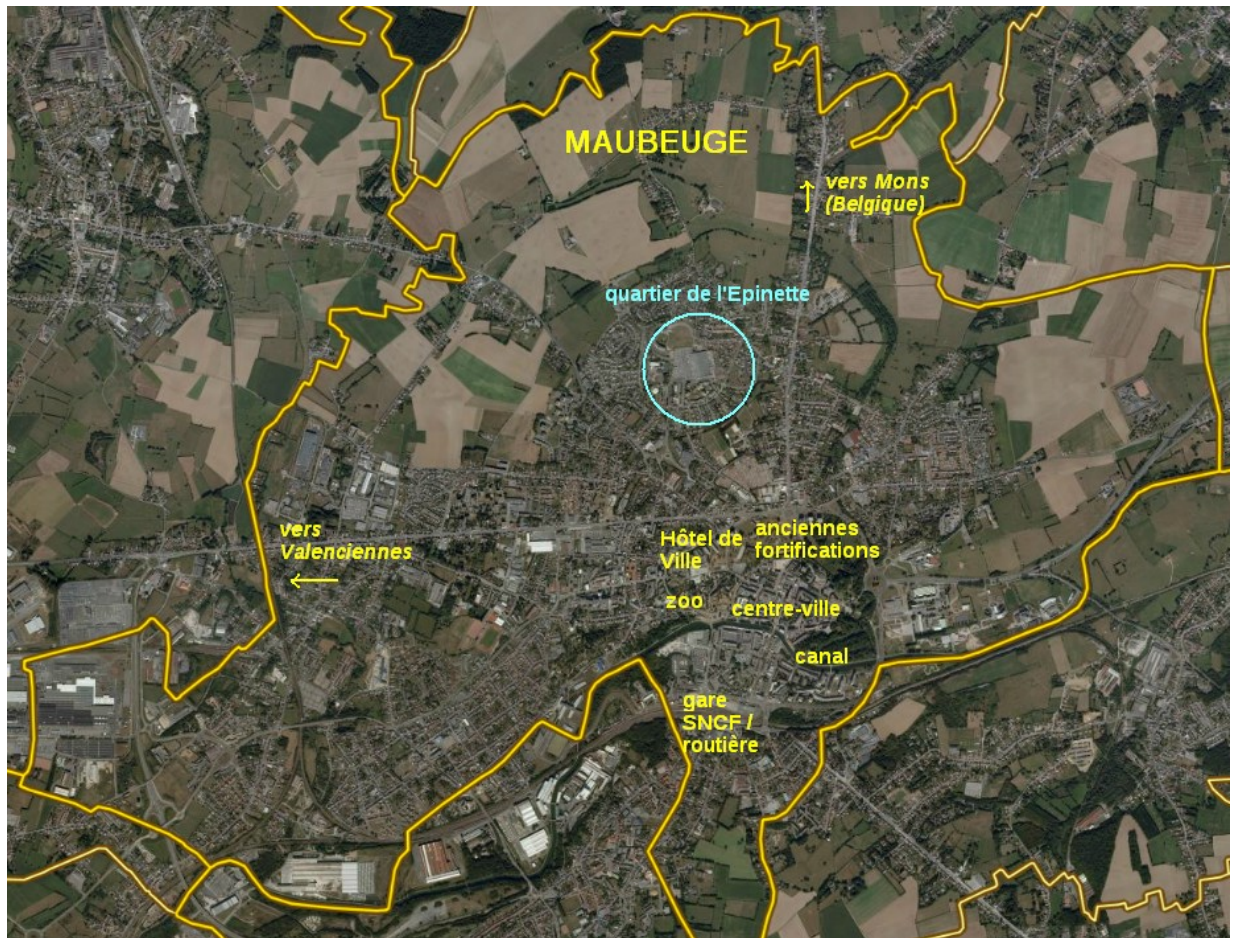 MAUBEUGE
vers Mons
(Belgique)
quartier de l'Epinette
vers
Valenciennes
Hôtel de
Ville
anciennes
fortifications
zoo
centre-ville
canal
gare
SNCF /
routière